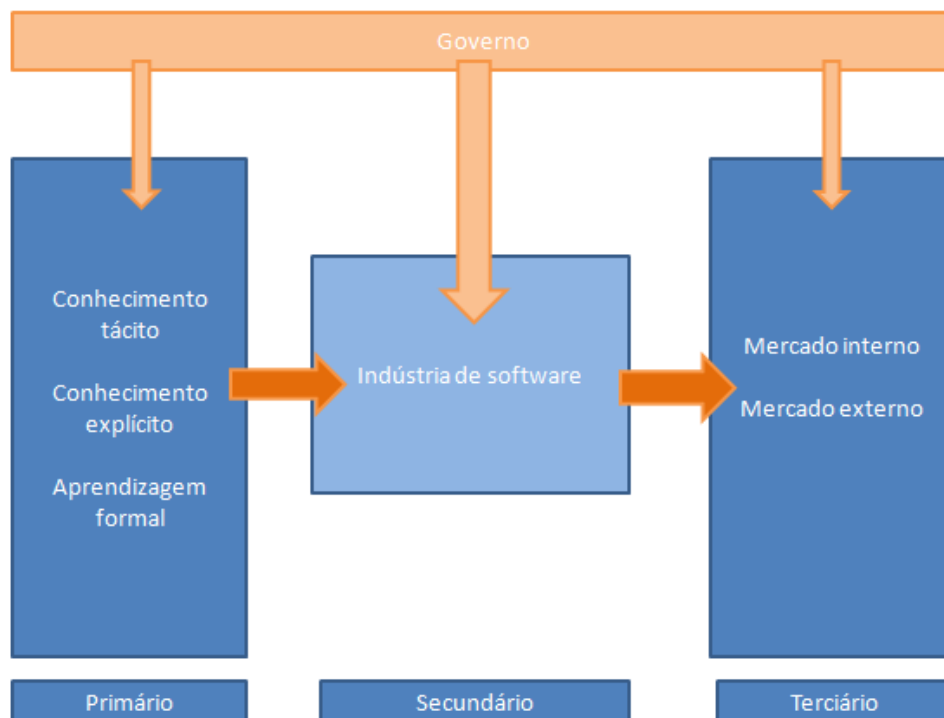 Governo
Conhecimento
tácito
Conhecimento
explícito
Aprendizagem
formal
Indústria de software
Mercado interno
Mercado externo
Primário
Secundário
Terciário